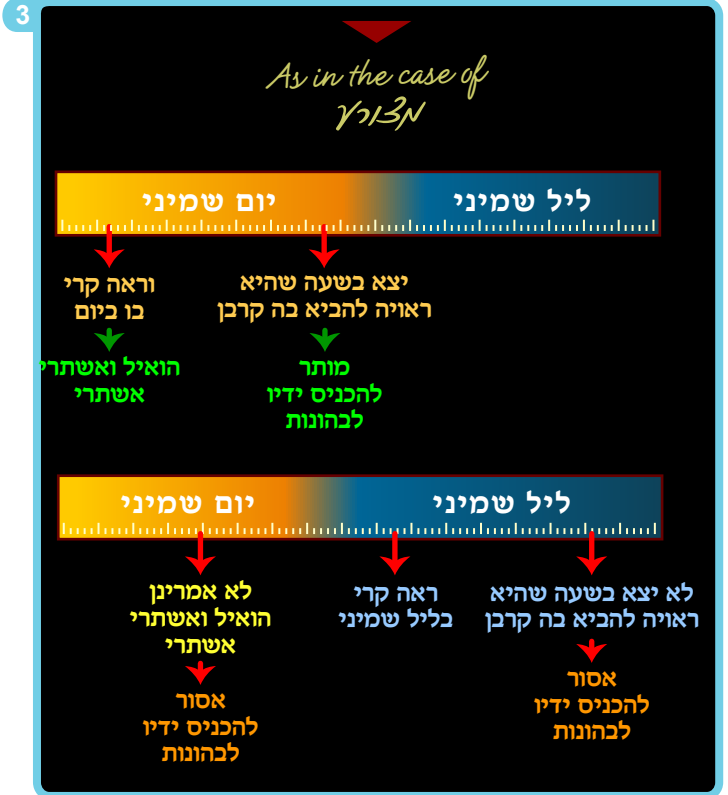 3
As in the case of
מצורע
ליל שמיני
יום שמיני
יצא בשעה שהיא
ראויה להביא בה קרבן
מותר
להכניס ידיו
לבהונות
וראה קרי
בו ביום
הואיל ואשתרי
אשתרי
ליל שמיני
יום שמיני
לא יצא בשעה שהיא
ראויה להביא בה קרבן
אסור
להכניס ידיו
לבהונות
ראה קרי
בליל שמיני
לא אמרינן
הואיל ואשתרי
אשתרי
אסור
להכניס ידיו
לבהונות